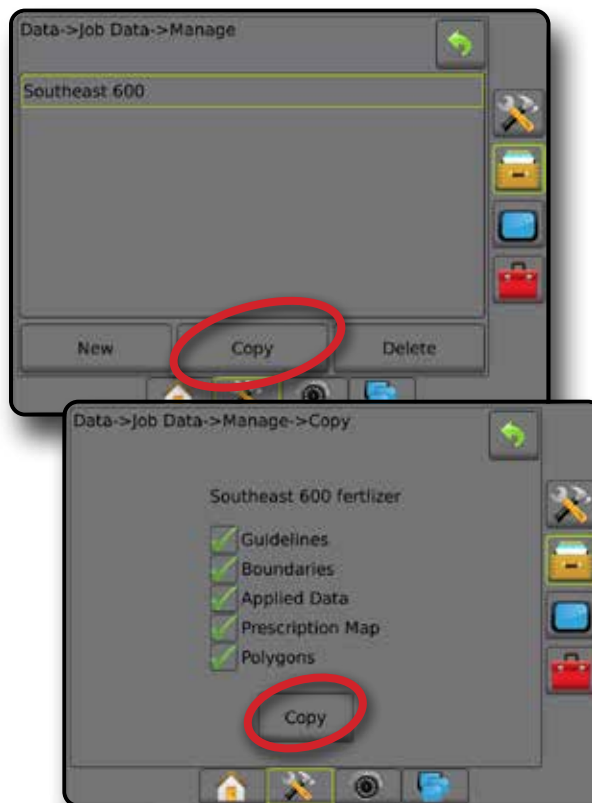 Data->Job Data->Manage
Southeast 600
New Copy Delete
Data->Job Data->Manage->Copy
Southeast 600 fertlizer
Guidelines
Boundaries
Applied Data
Prescription Map
Polygons
Copy